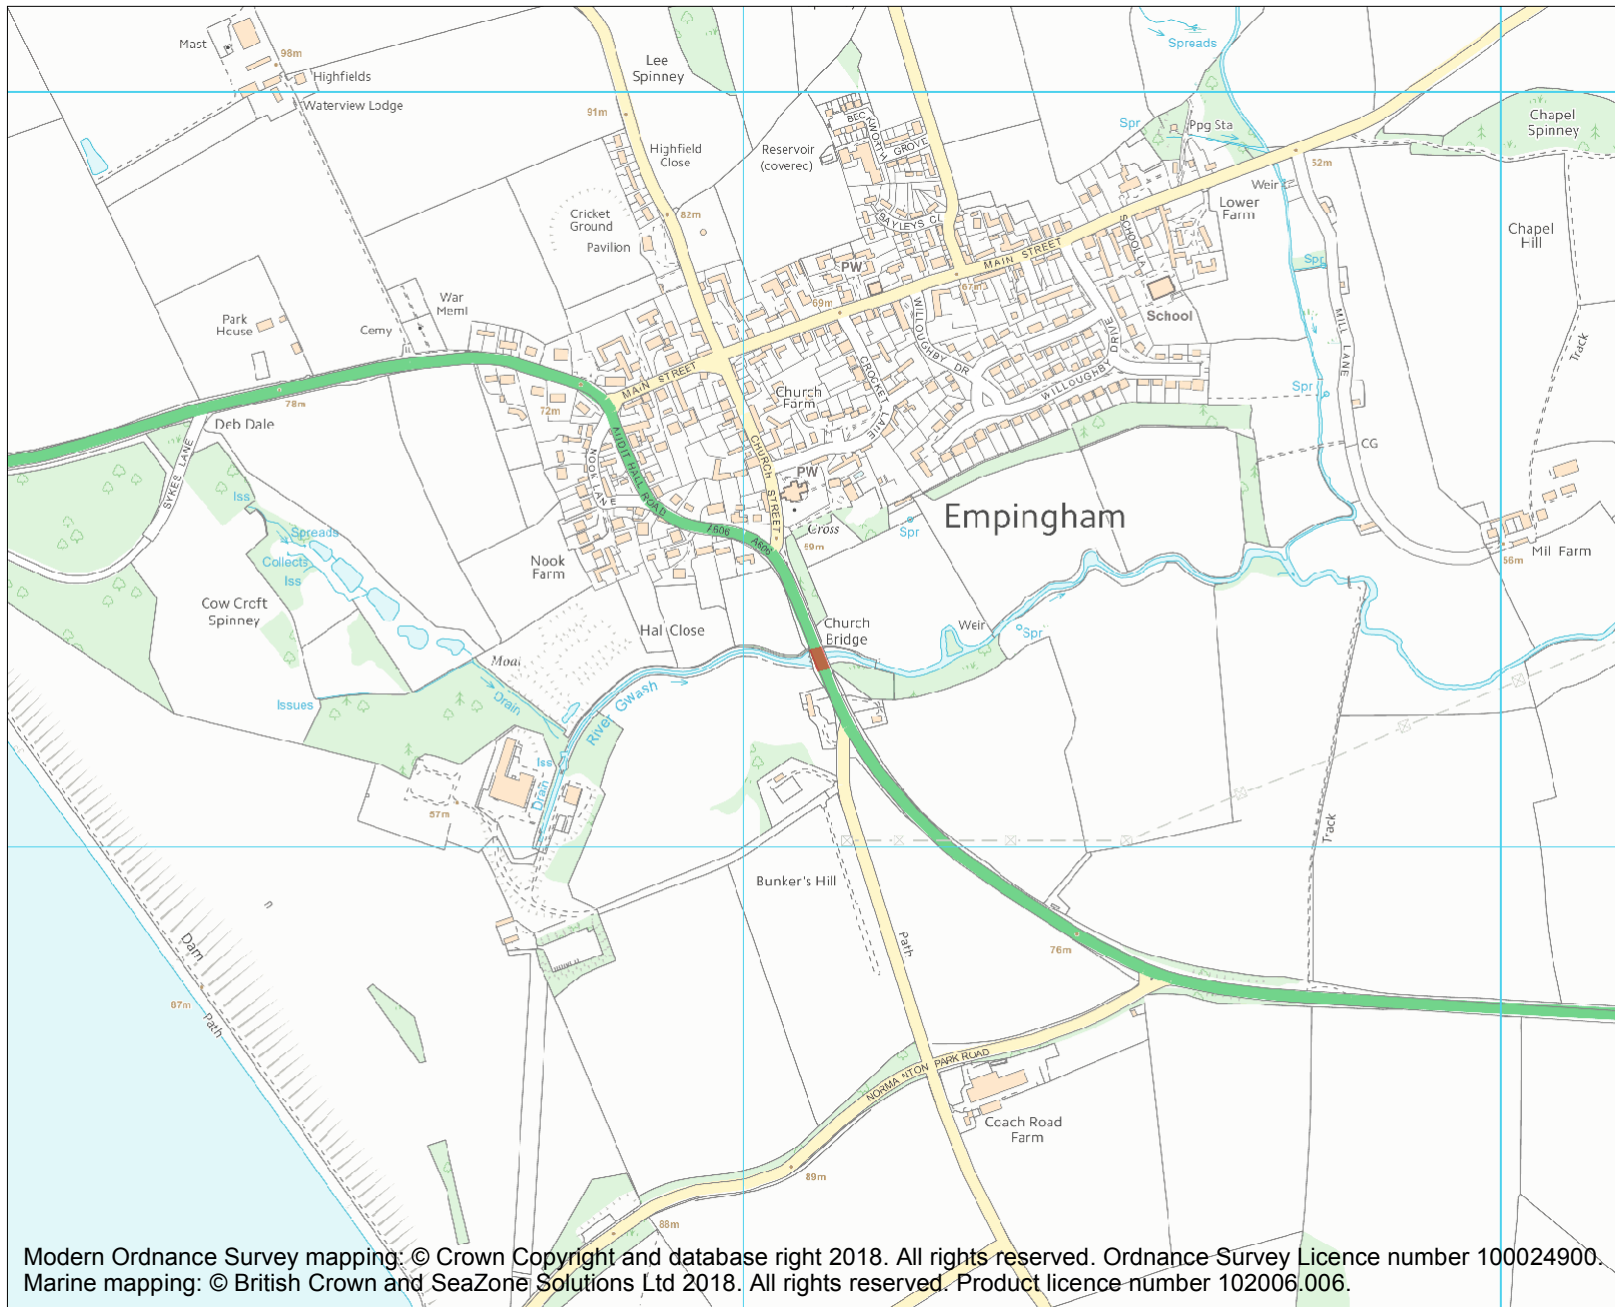 Spreads
Mast
98m
Highfields
Waterview Lodge
Lee
Spinney
91m
Highfield
Close
Reservoir
(coverec)
BECKWORTH
GROVE
BAYLEYS CL
Spr
Ppg Sta
Chapel
Spinney
52m
Weir
Lower
Farm
Chapel
Hill
Cricket
Ground
Pavilion
82m
PW
MAIN STREET
67m
69m
SCHOOL LA
School
Spr
MILL LANE
Track
War
Meml
Park
House
Cemy
78m
Deb Dale
SYKES LANE
72m
MAIN STREET
Church
Farm
CROCKET LANE
WILLOUGHBY DR
WILLOUGHBY DRIVE
Spr
CG
AUDIT HALL ROAD
NOOK LANE
CHURCH STREET
PW
Cross
A606
A606
59m
Spr
Empingham
Mil Farm
56m
Iss
Spreads
Collects
Iss
Cow Croft
Spinney
Nook
Farm
Hal Close
Church
Bridge
Weir
Spr
Moat
Drain
Issues
River Gwash
Iss
Drain
57m
Track
Bunker's Hill
Path
76m
Dam
87m
Path
NORMANTON PARK ROAD
Coach Road
Farm
89m
88m
Modern Ordnance Survey mapping: © Crown Copyright and database right 2018. All rights reserved. Ordnance Survey Licence number 100024900.
Marine mapping: © British Crown and SeaZone Solutions Ltd 2018. All rights reserved. Product licence number 102006.006.